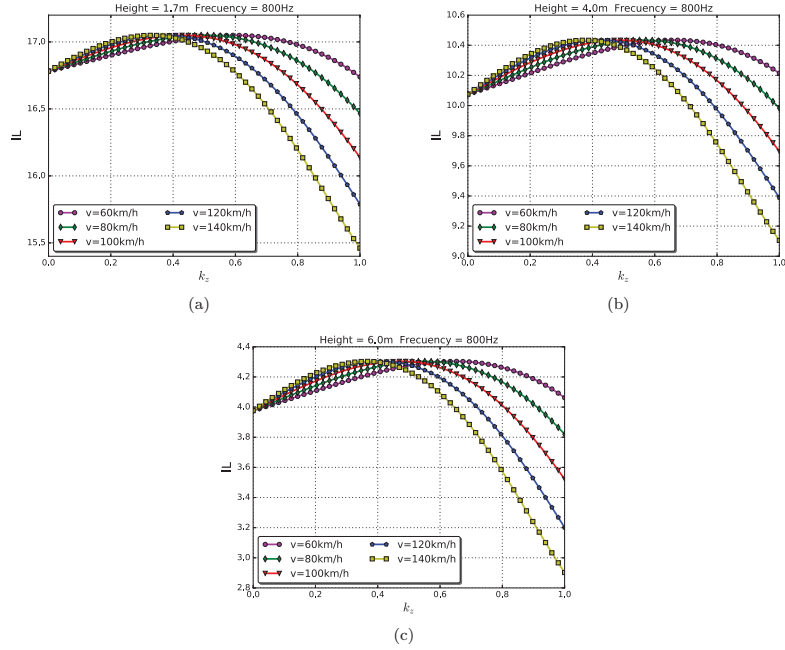 Height = 1.7m Frecuency = 800Hz
17,0
16,5
16,0
15,5
IL
v=60km/h
v=80km/h
v=100km/h
v=120km/h
v=140km/h
0.0 0.2 0.4 0.6 0.8 1.0
k_z
(a)
Height = 4.0m Frecuency = 800Hz
10,6
10,4
10,2
10,0
9.8
9.6
9.4
9.2
9.0
IL
v=60km/h
v=80km/h
v=100km/h
v=120km/h
v=140km/h
0.0 0.2 0.4 0.6 0.8 1.0
k_z
(b)
Height = 6.0m Frecuency = 800Hz
4,4
4,2
4,0
3,8
3,6
3,4
3,2
3,0
2,8
IL
v=60km/h
v=80km/h
v=100km/h
v=120km/h
v=140km/h
0.0 0.2 0.4 0.6 0.8 1.0
k_z
(c)